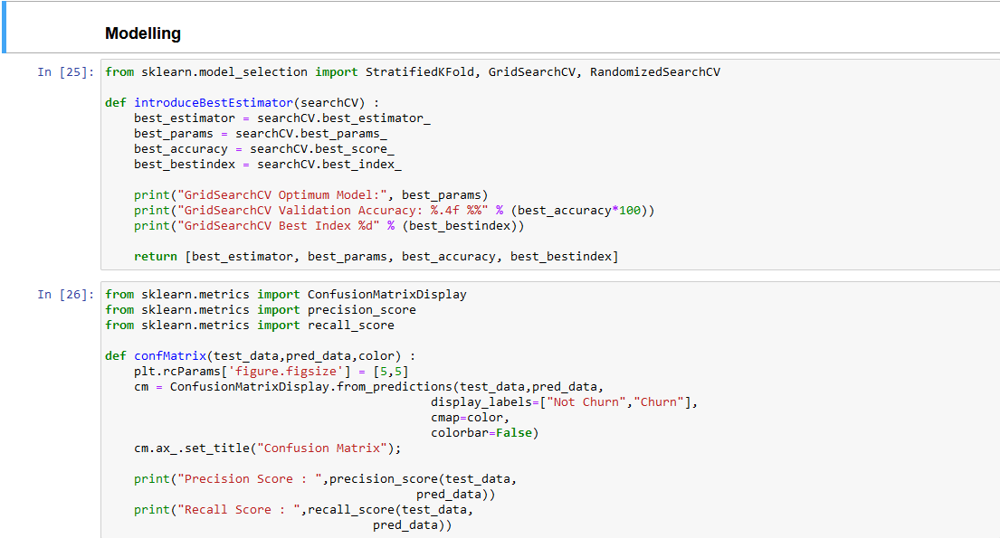 Modelling
In [25]: from sklearn.model_selection import StratifiedKFold, GridSearchCV, RandomizedSearchCV
def introduceBestEstimator(searchCV) :
    best_estimator = searchCV.best_estimator_
    best_params = searchCV.best_params_
    best_accuracy = searchCV.best_score_
    best_bestindex = searchCV.best_index_
    print("GridSearchCV Optimum Model:", best_params)
    print("GridSearchCV Validation Accuracy: %.4f %%" % (best_accuracy*100))
    print("GridSearchCV Best Index %d" % (best_bestindex))
    return [best_estimator, best_params, best_accuracy, best_bestindex]
In [26]: from sklearn.metrics import ConfusionMatrixDisplay
from sklearn.metrics import precision_score
from sklearn.metrics import recall_score
def confMatrix(test_data,pred_data,color) :
    plt.rcParams['figure.figsize'] = [5,5]
    cm = ConfusionMatrixDisplay.from_predictions(test_data,pred_data,
                                             display_labels=["Not Churn","Churn"],
                                             cmap=color,
                                             colorbar=False)
    cm.ax_.set_title("Confusion Matrix");
    print("Precision Score : ",precision_score(test_data,
                                           pred_data))
    print("Recall Score : ",recall_score(test_data,
                                     pred_data))